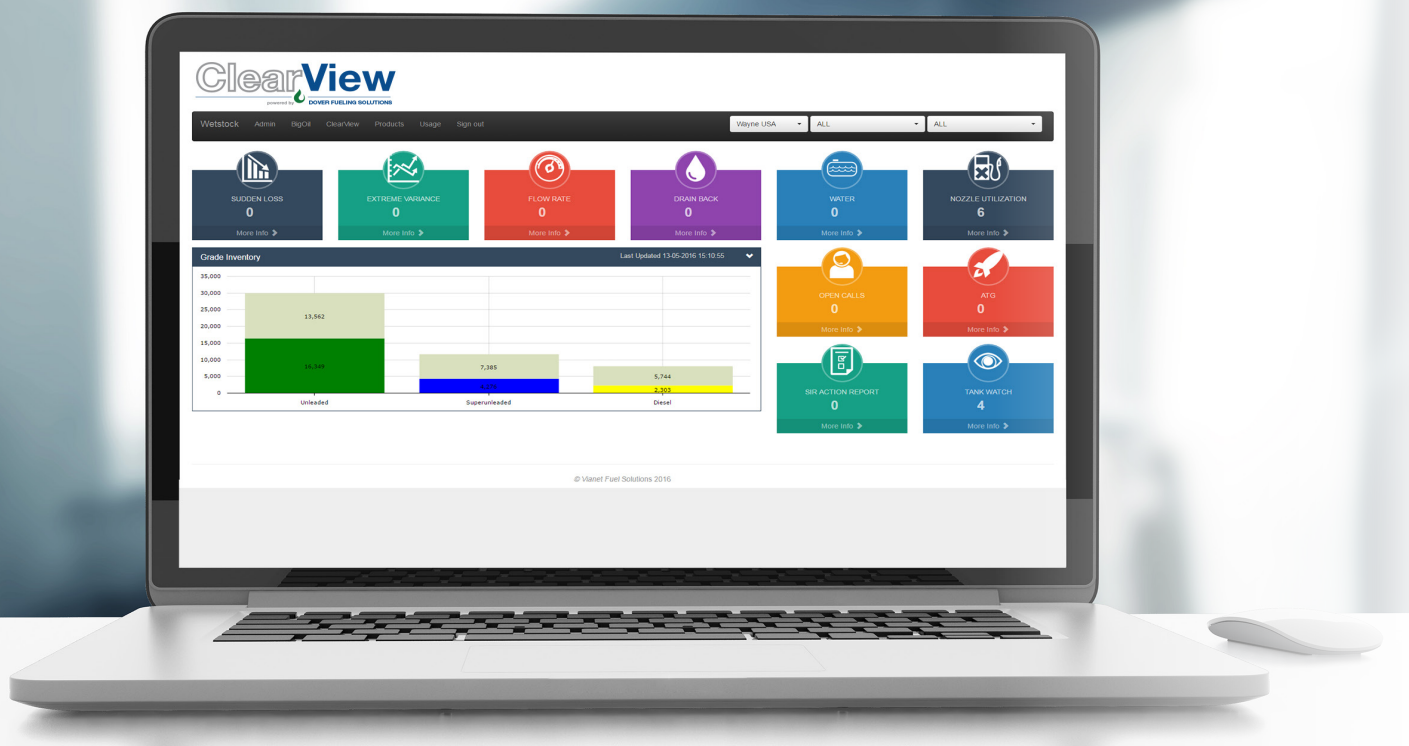 ClearView
powered by DOVER FUELING SOLUTIONS
Wetstock Admin BigOil ClearView Products Usage Sign out Wayne USA ALL ALL
SUDDEN LOSS
0
More Info
EXTREME VARIANCE
0
More Info
FLOW RATE
0
More Info
DRAIN BACK
0
More Info
WATER
0
More Info
NOZZLE UTILIZATION
6
More Info
Grade Inventory Last Updated 13-05-2016 15:10:55
35,000
30,000
25,000
20,000
15,000
10,000
5,000
0
13,562
7,385
5,744
2,303
Unleaded Superunleaded Diesel
OPEN CALLS
0
More Info
ATG
0
More Info
SIR ACTION REPORT
0
More Info
TANK WATCH
4
More Info
© Vianet Fuel Solutions 2016